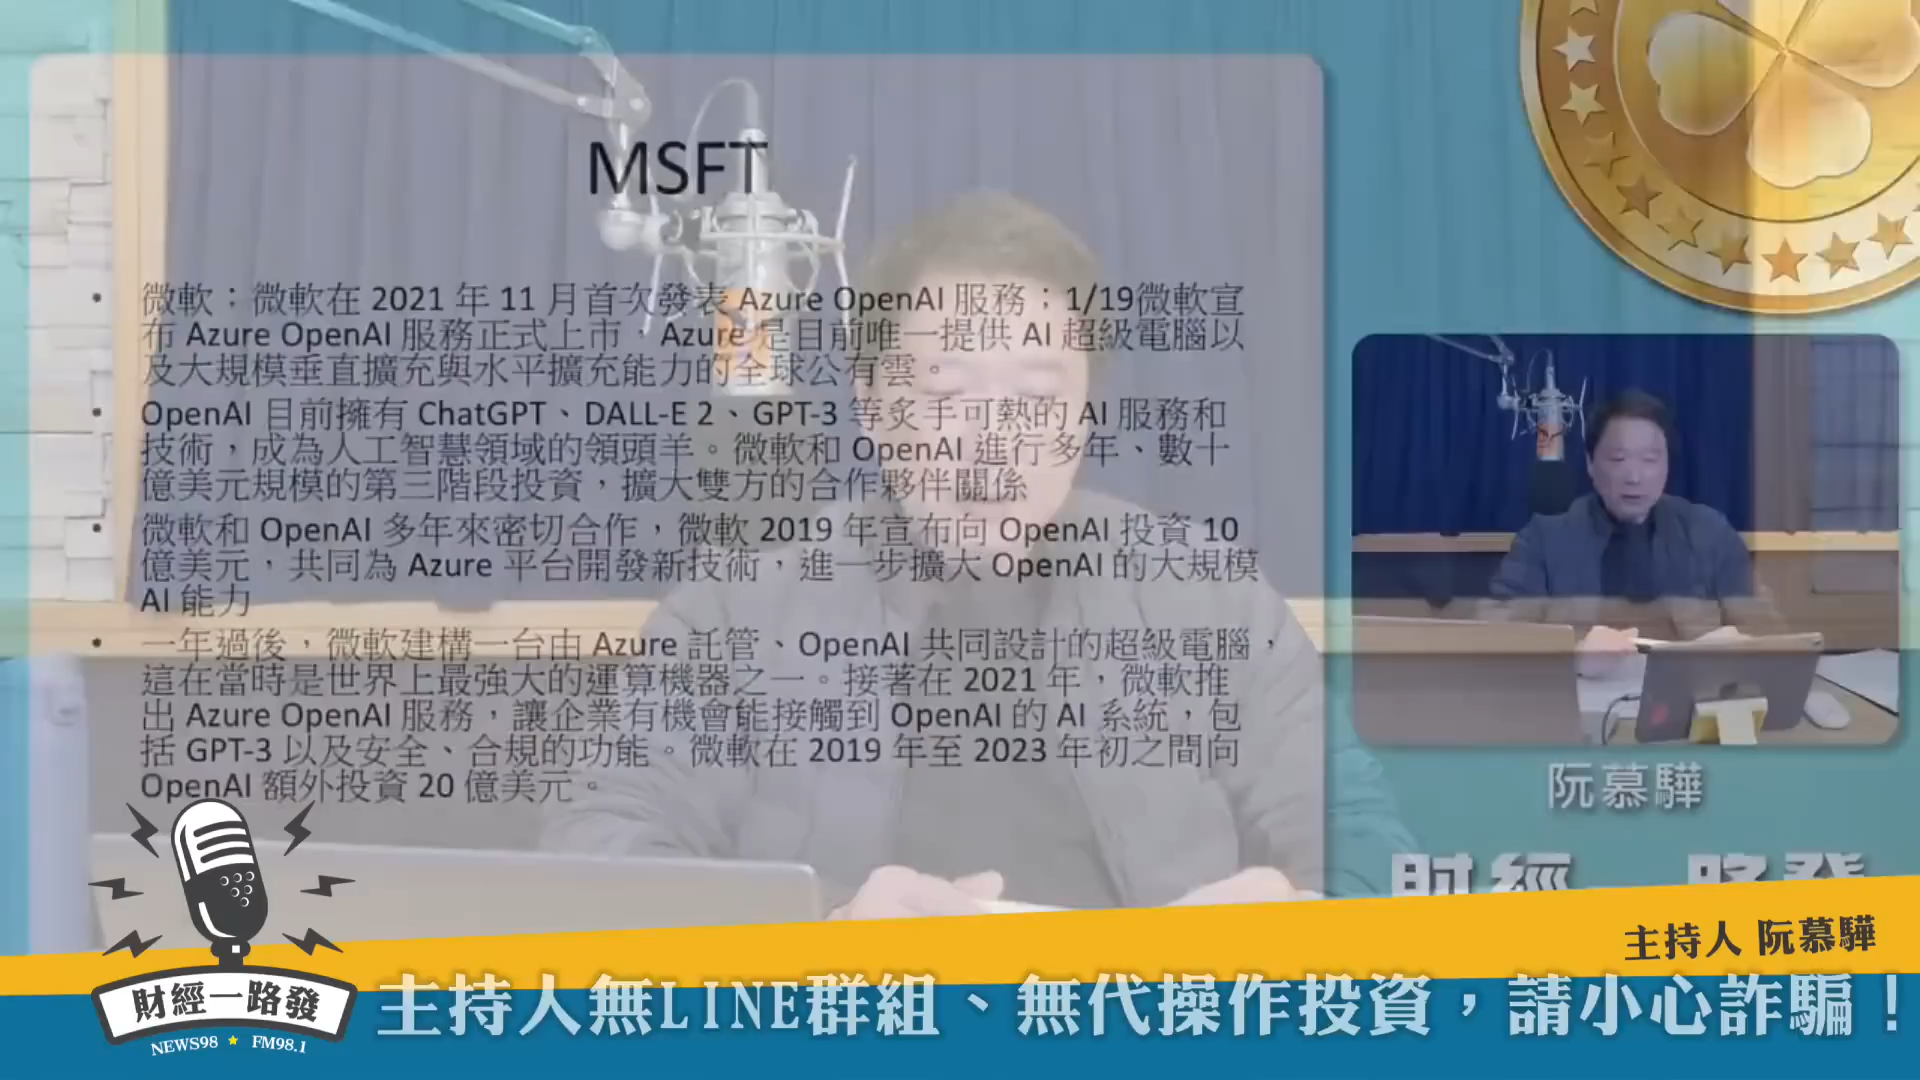 MSFT
• 微軟：微軟在 2021 年 11 月首次發表 Azure OpenAI 服務；1/19微軟宣
布 Azure OpenAI 服務正式上市，Azure 是目前唯一提供 AI 超級電腦以
及大規模垂直擴充與水平擴充能力的全球公有雲。
• OpenAI 目前擁有 ChatGPT、DALL-E 2、GPT-3 等炙手可熱的 AI 服務和
技術，成為人工智慧領域的領頭羊。微軟和 OpenAI 進行多年、數十
億美元規模的第三階段投資，擴大雙方的合作夥伴關係
• 微軟和 OpenAI 多年來密切合作，微軟 2019 年宣布向 OpenAI 投資 10
億美元，共同為 Azure 平台開發新技術，進一步擴大 OpenAI 的大規模
AI 能力
• 一年過後，微軟建構一台由 Azure 託管、OpenAI 共同設計的超級電腦，
這在當時是世界上最強大的運算機器之一。接著在 2021 年，微軟推
出 Azure OpenAI 服務，讓企業有機會能接觸到 OpenAI 的 AI 系統，包
括 GPT-3 以及安全、合規的功能。微軟在 2019 年至 2023 年初之間向
OpenAI 額外投資 20 億美元。
阮慕驊
財經一路發
主持人 阮慕驊
財經一路發
NEWS98 ★ FM98.1
主持人無LINE群組、無代操作投資，請小心詐騙！